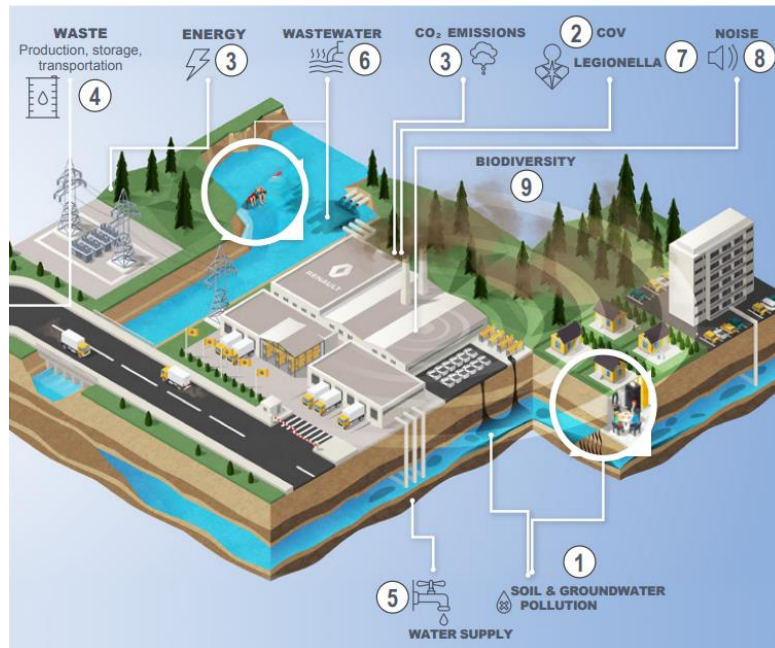 WASTE
Production, storage,
transportation
4
ENERGY
3
WASTEWATER
6
CO₂ EMISSIONS
3
2 COV
LEGIONELLA 7
NOISE
8
BIODIVERSITY
9
RENAULT
1
SOIL & GROUNDWATER
POLLUTION
5
WATER SUPPLY